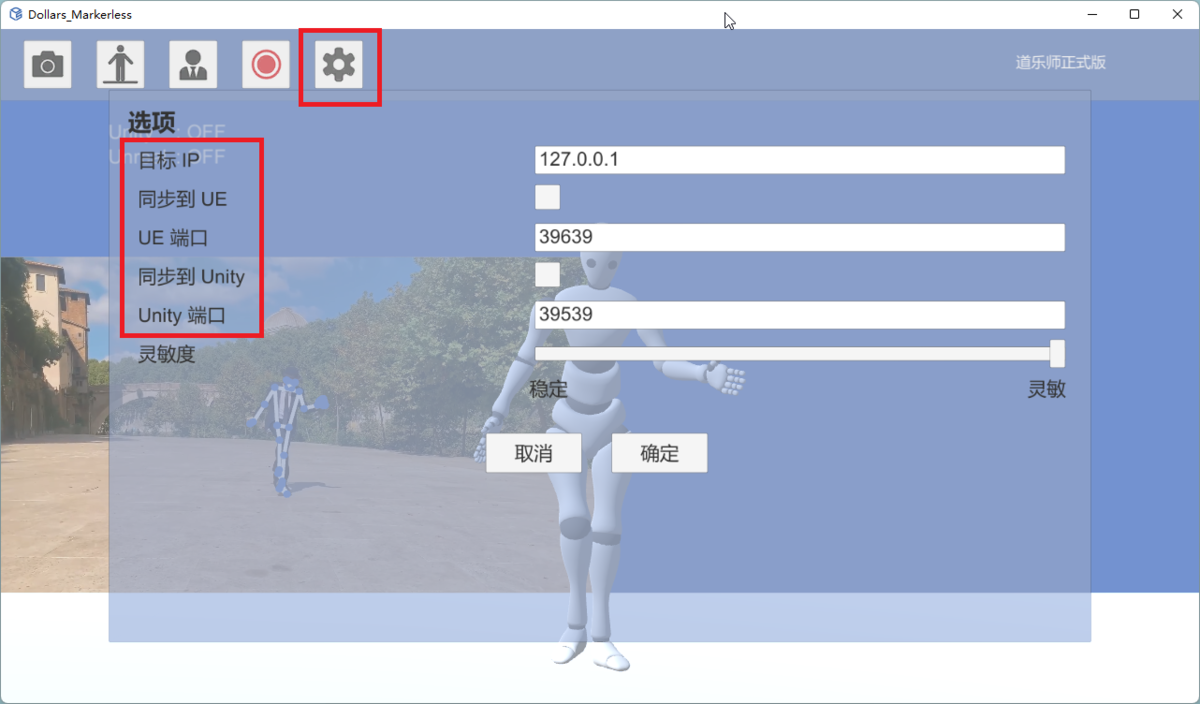 Dollars_Markerless
道乐师正式版
选项
OFF
OFF
目标 IP
127.0.0.1
同步到 UE
UE 端口
39639
同步到 Unity
Unity 端口
39539
灵敏度
稳定
灵敏
取消
确定